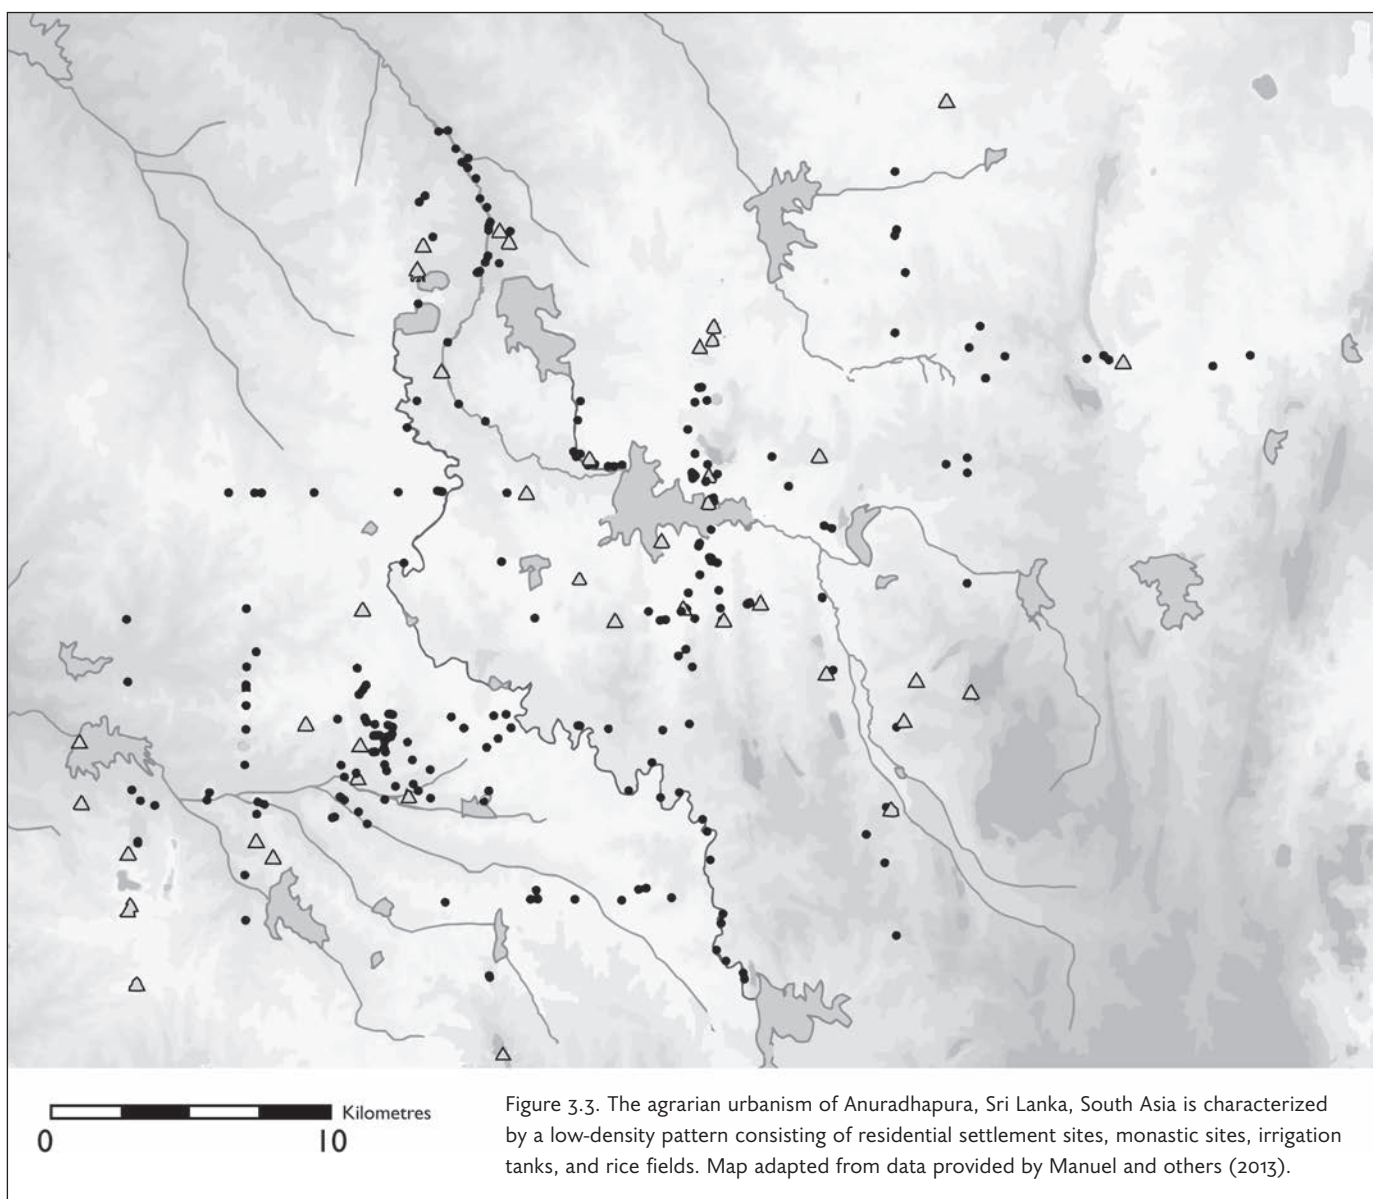 Kilometres
0
10
Figure 3.3. The agrarian urbanism of Anuradhapura, Sri Lanka, South Asia is characterized
by a low-density pattern consisting of residential settlement sites, monastic sites, irrigation
tanks, and rice fields. Map adapted from data provided by Manuel and others (2013).